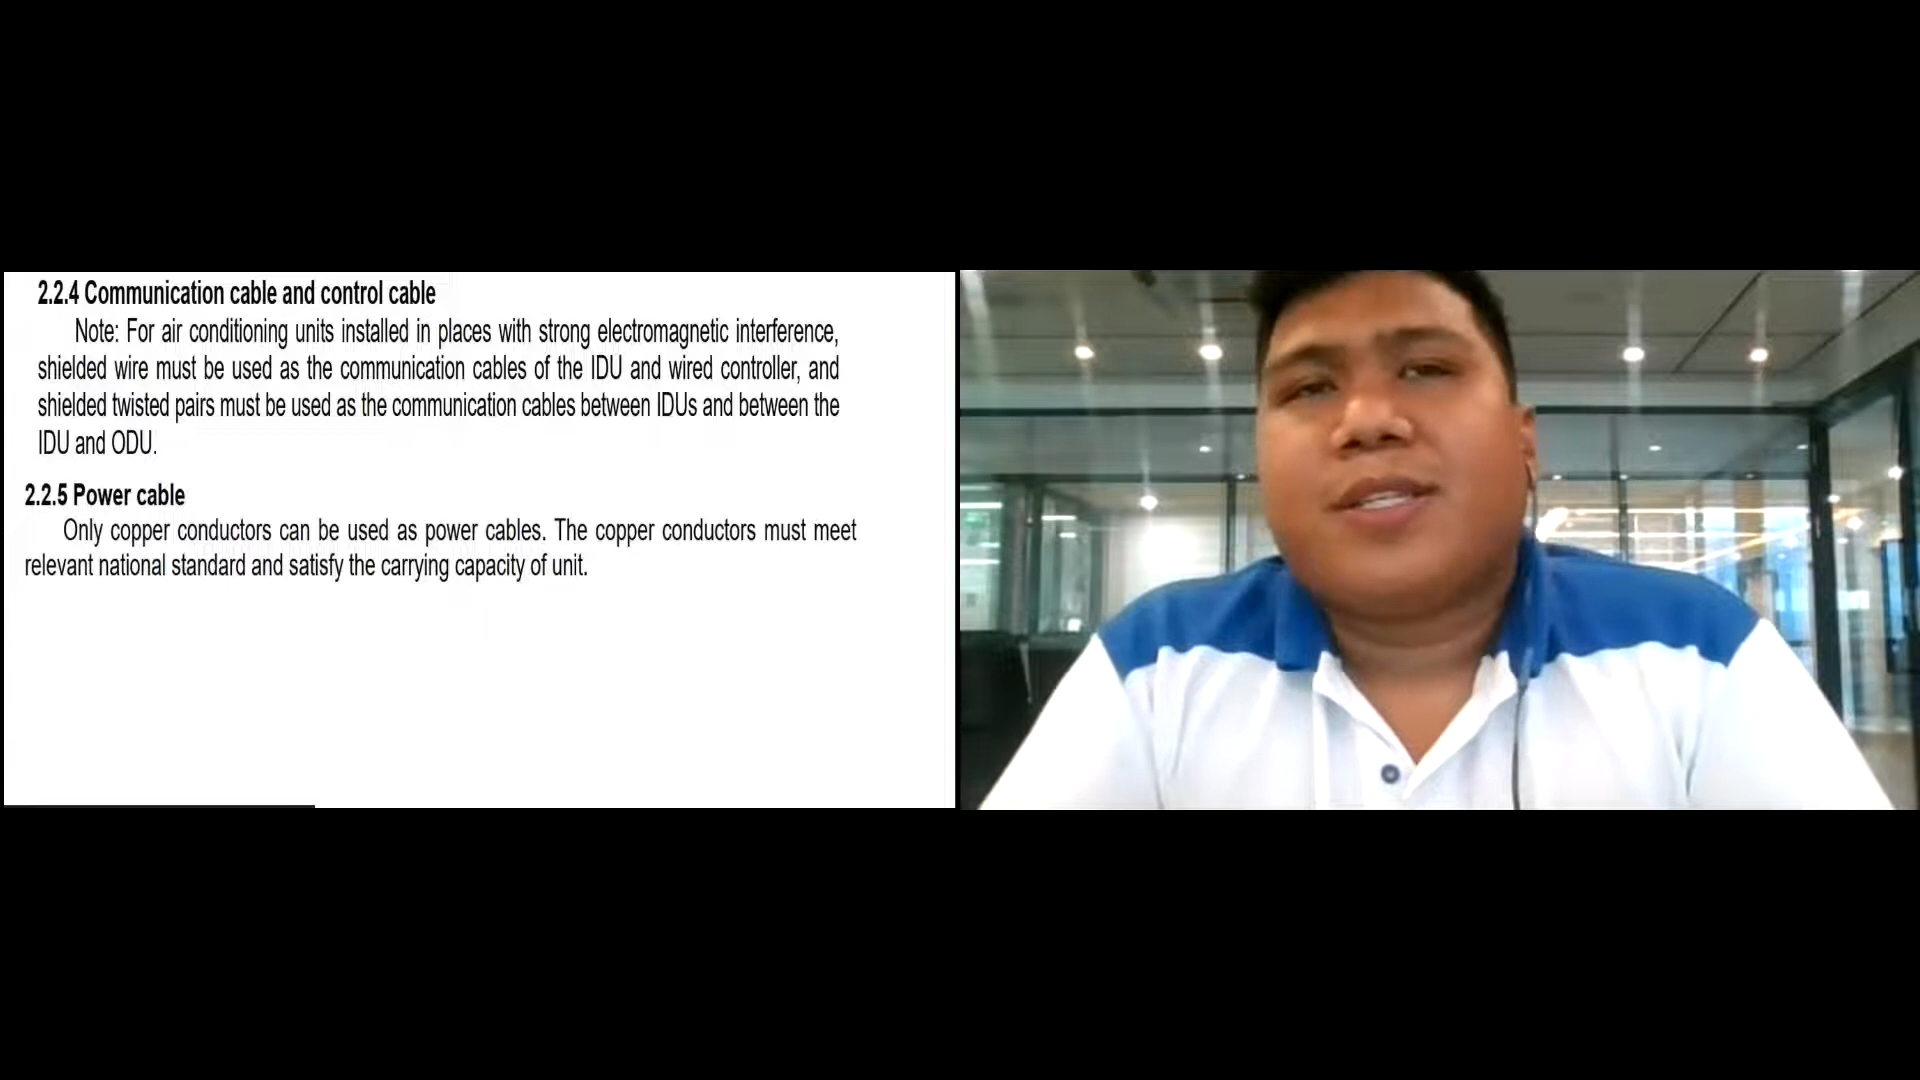 2.2.4 Communication cable and control cable
Note: For air conditioning units installed in places with strong electromagnetic interference,
shielded wire must be used as the communication cables of the IDU and wired controller, and
shielded twisted pairs must be used as the communication cables between IDUs and between the
IDU and ODU.
2.2.5 Power cable
Only copper conductors can be used as power cables. The copper conductors must meet
relevant national standard and satisfy the carrying capacity of unit.